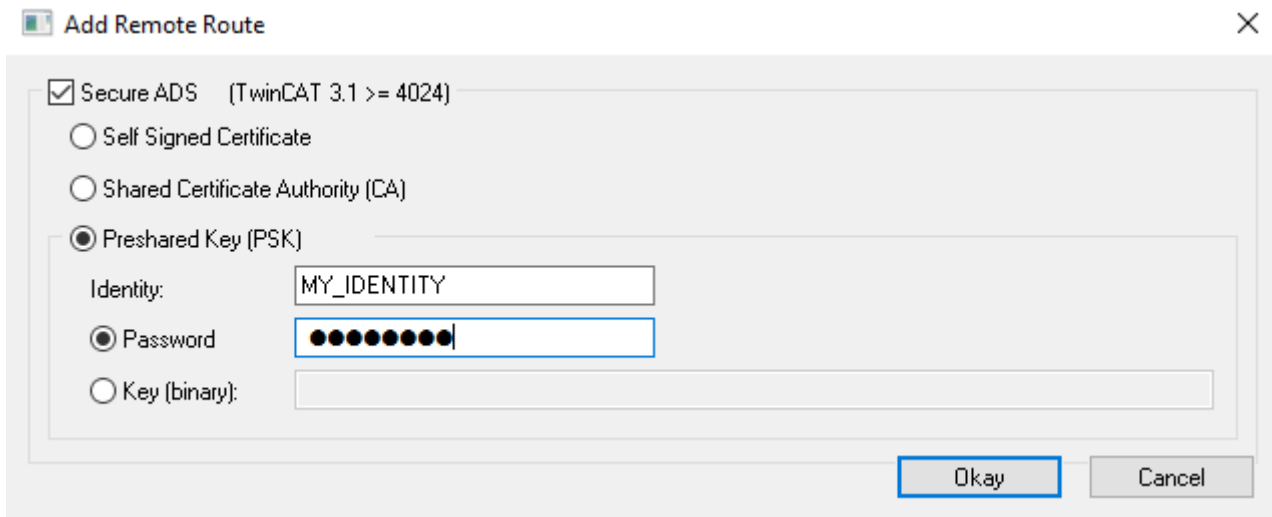 Add Remote Route
Secure ADS (TwinCAT 3.1 >= 4024)
Self Signed Certificate
Shared Certificate Authority (CA)
Preshared Key (PSK)
Identity: MY_IDENTITY
Password ●●●●●●●●
Key (binary):
Okay Cancel